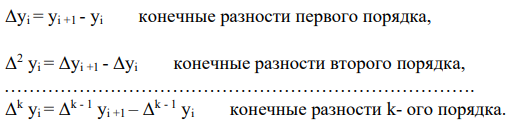 Δyᵢ = yᵢ ₊₁ - yᵢ конечные разности первого порядка,
Δ² yᵢ = Δyᵢ ₊₁ - Δyᵢ конечные разности второго порядка,
……………………………………………………………………
Δᵏ yᵢ = Δᵏ ⁻ ¹ yᵢ ₊₁ – Δᵏ ⁻ ¹ yᵢ конечные разности k- ого порядка.